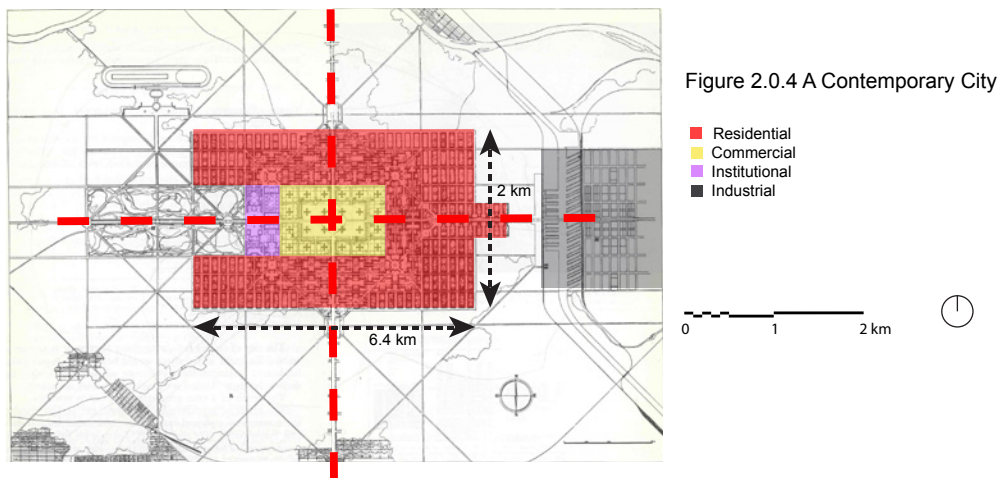 Figure 2.0.4 A Contemporary City
Residential
Commercial
Institutional
Industrial
2 km
6.4 km
0 1 2 km